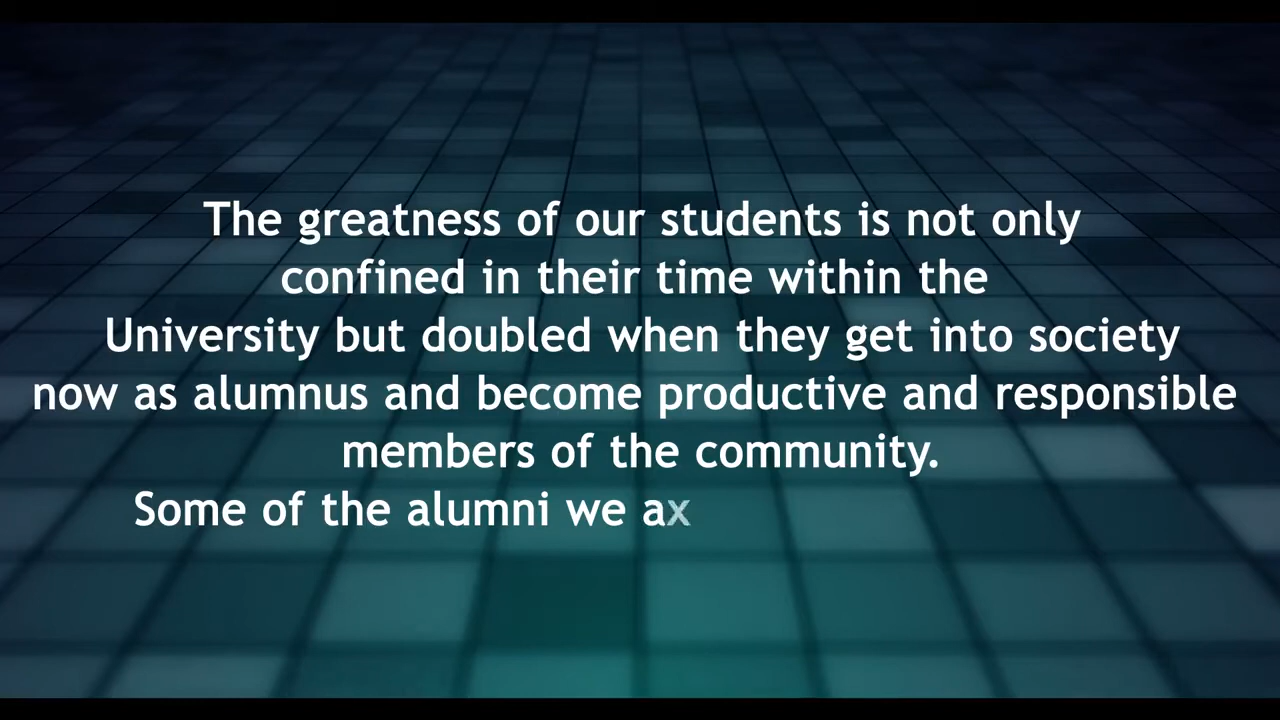 The greatness of our students is not only
confined in their time within the
University but doubled when they get into society
now as alumnus and become productive and responsible
members of the community.
Some of the alumni we ax